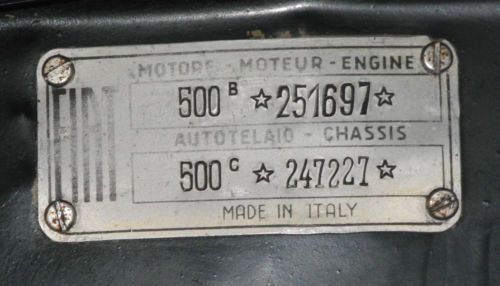 FIAT
MOTORE - MOTEUR - ENGINE
500 B ☆ 251697 ☆
AUTOTELAIO - CHASSIS
500 C ☆ 247227 ☆
MADE IN ITALY